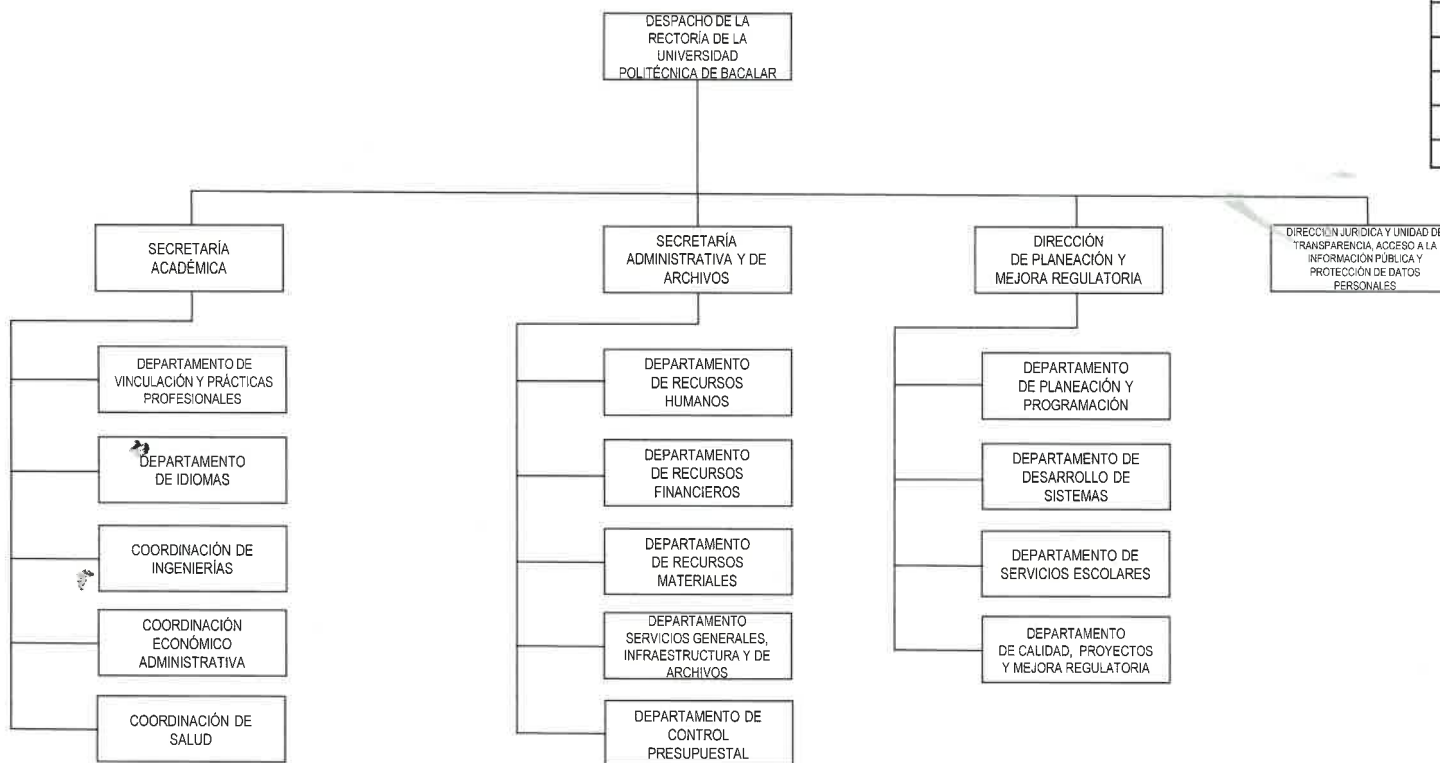 DESPACHO DE LA
RECTORÍA DE LA
UNIVERSIDAD
POLITÉCNICA DE BACALAR
SECRETARÍA
ACADÉMICA
SECRETARÍA
ADMINISTRATIVA Y DE
ARCHIVOS
DIRECCIÓN
DE PLANEACIÓN Y
MEJORA REGULATORIA
DIRECCIÓN JURÍDICA Y UNIDAD DE
TRANSPARENCIA, ACCESO A LA
INFORMACIÓN PÚBLICA Y
PROTECCIÓN DE DATOS
PERSONALES
DEPARTAMENTO DE
VINCULACIÓN Y PRÁCTICAS
PROFESIONALES
DEPARTAMENTO
DE IDIOMAS
COORDINACIÓN DE
INGENIERÍAS
COORDINACIÓN
ECONÓMICO
ADMINISTRATIVA
COORDINACIÓN DE
SALUD
DEPARTAMENTO
DE RECURSOS
HUMANOS
DEPARTAMENTO
DE RECURSOS
FINANCIEROS
DEPARTAMENTO
DE RECURSOS
MATERIALES
DEPARTAMENTO
SERVICIOS GENERALES,
INFRAESTRUCTURA Y DE
ARCHIVOS
DEPARTAMENTO DE
CONTROL
PRESUPUESTAL
DEPARTAMENTO
DE PLANEACIÓN Y
PROGRAMACIÓN
DEPARTAMENTO DE
DESARROLLO DE
SISTEMAS
DEPARTAMENTO DE
SERVICIOS ESCOLARES
DEPARTAMENTO
DE CALIDAD, PROYECTOS
Y MEJORA REGULATORIA